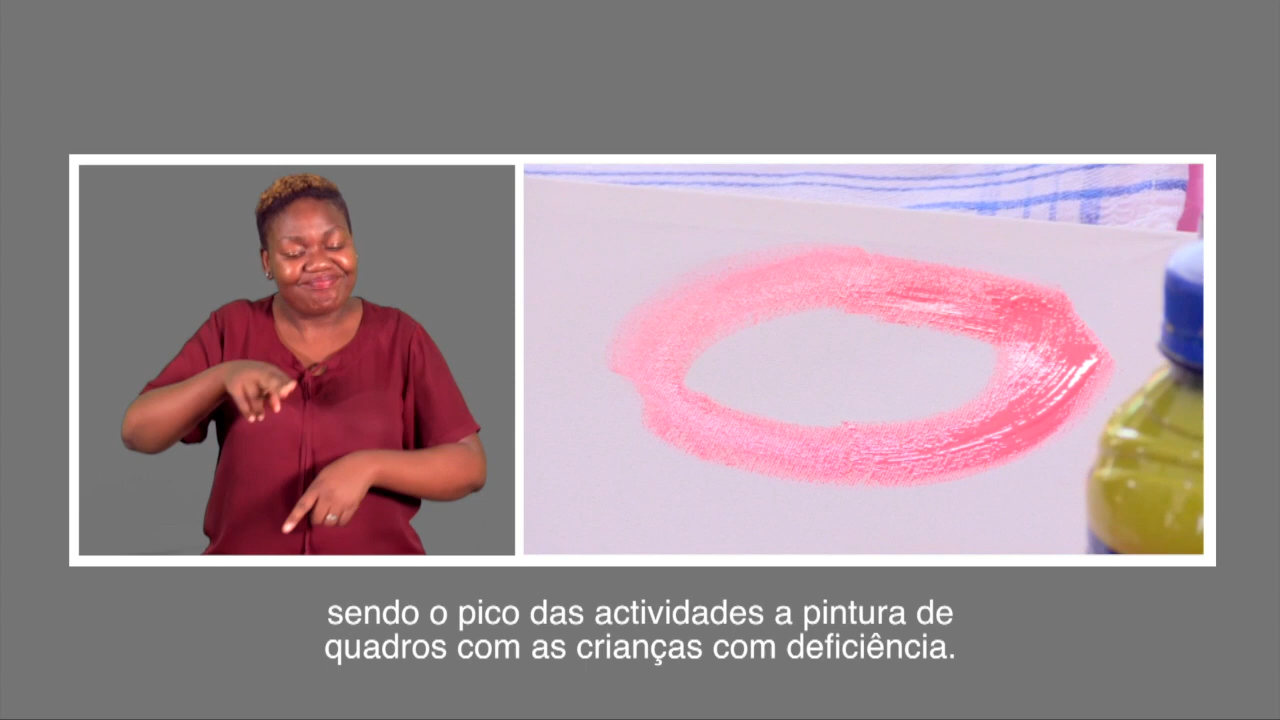 sendo o pico das actividades a pintura de
quadros com as crianças com deficiência.